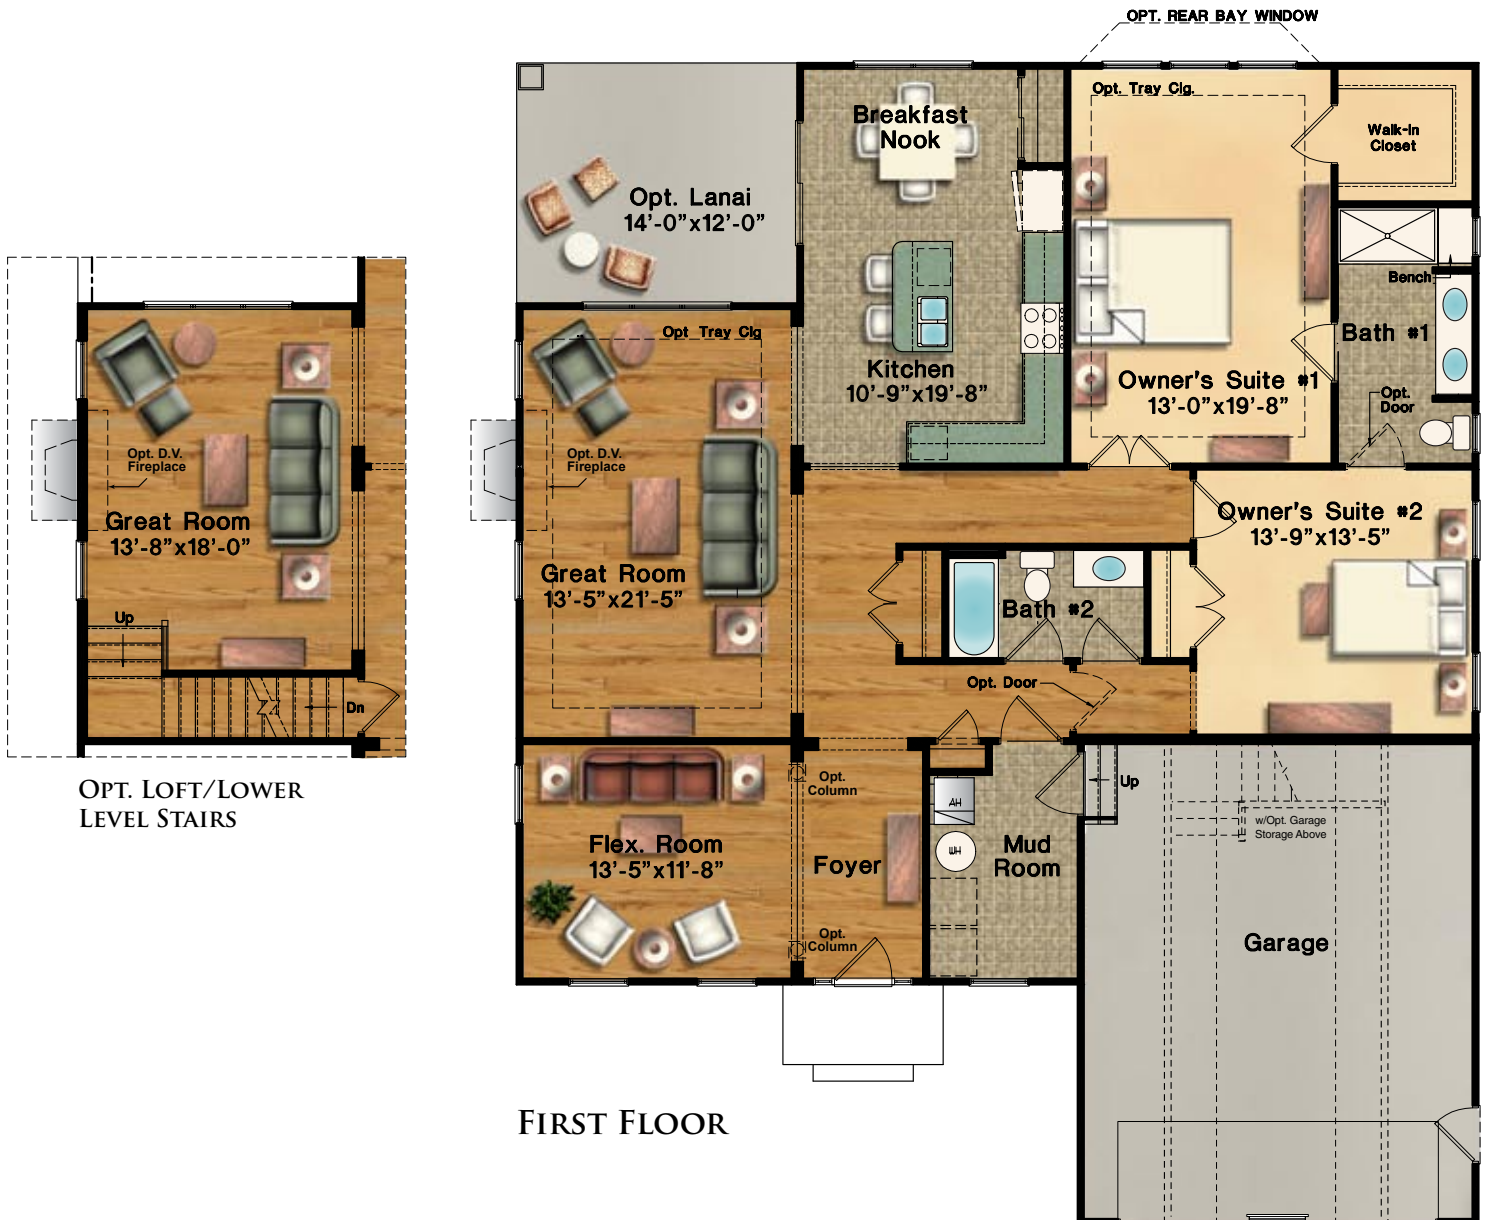 OPT. REAR BAY WINDOW
Opt. Tray Clg.
Breakfast
Nook
Walk-In
Closet
Opt. Lanai
14'-0"x12'-0"
Bench
Bath #1
Opt Tray Clg
Kitchen
10'-9"x19'-8"
Owner's Suite #1
13'-0"x19'-8"
Opt.
Door
Opt. D.V.
Fireplace
Great Room
13'-8"x18'-0"
Up
Dn
OPT. LOFT/LOWER
LEVEL STAIRS
Opt. D.V.
Fireplace
Great Room
13'-5"x21'-5"
Owner's Suite #2
13'-9"x13'-5"
Bath #2
Opt. Door
Opt.
Column
AH
WH
Up
w/Opt. Garage
Storage Above
Flex. Room
13'-5"x11'-8"
Foyer
Mud
Room
Opt.
Column
Garage
FIRST FLOOR